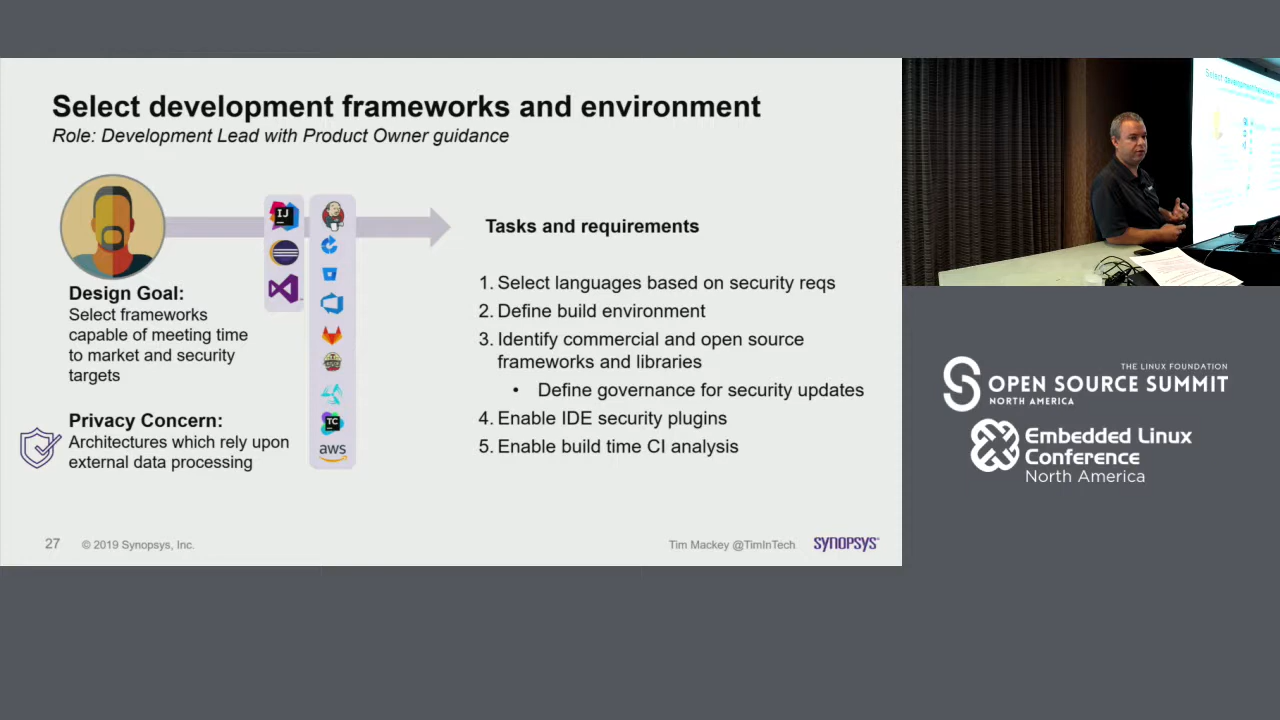 Select development frameworks and environment
Role: Development Lead with Product Owner guidance
IJ
TC
aws
Design Goal:
Select frameworks
capable of meeting time
to market and security
targets
Privacy Concern:
Architectures which rely upon
external data processing
Tasks and requirements
1. Select languages based on security reqs
2. Define build environment
3. Identify commercial and open source
frameworks and libraries
• Define governance for security updates
4. Enable IDE security plugins
5. Enable build time CI analysis
27
© 2019 Synopsys, Inc.
Tim Mackey @TimInTech
SYNOPSYS®
THE LINUX FOUNDATION
OPEN SOURCE SUMMIT
NORTH AMERICA
Embedded Linux
Conference
North America